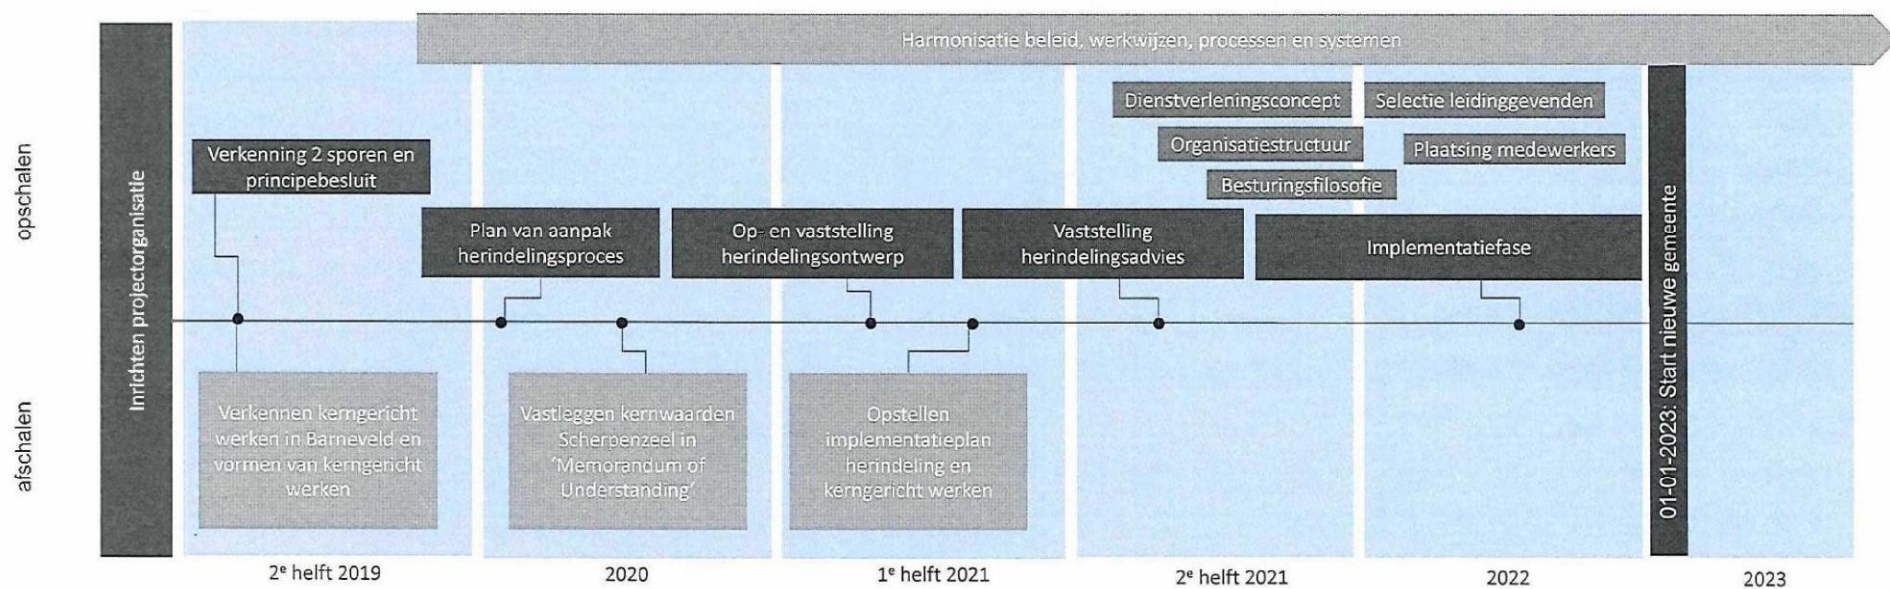 Harmonisatie beleid, werkwijzen, processen en systemen
opschalen
afschalen
Inrichten projectorganisatie
Dienstverleningsconcept
Selectie leidinggevenden
Organisatiestructuur
Plaatsing medewerkers
Besturingsfilosofie
Verkenning 2 sporen en
principebesluit
Plan van aanpak
herindelingsproces
Op- en vaststelling
herindelingsontwerp
Vaststelling
herindelingsadvies
Implementatiefase
Verkennen kerngericht
werken in Barneveld en
vormen van kerngericht
werken
Vastleggen kernwaarden
Scherpenzeel in
‘Memorandum of
Understanding’
Opstellen
implementatieplan
herindeling en
kerngericht werken
01-01-2023: Start nieuwe gemeente
2e helft 2019
2020
1e helft 2021
2e helft 2021
2022
2023